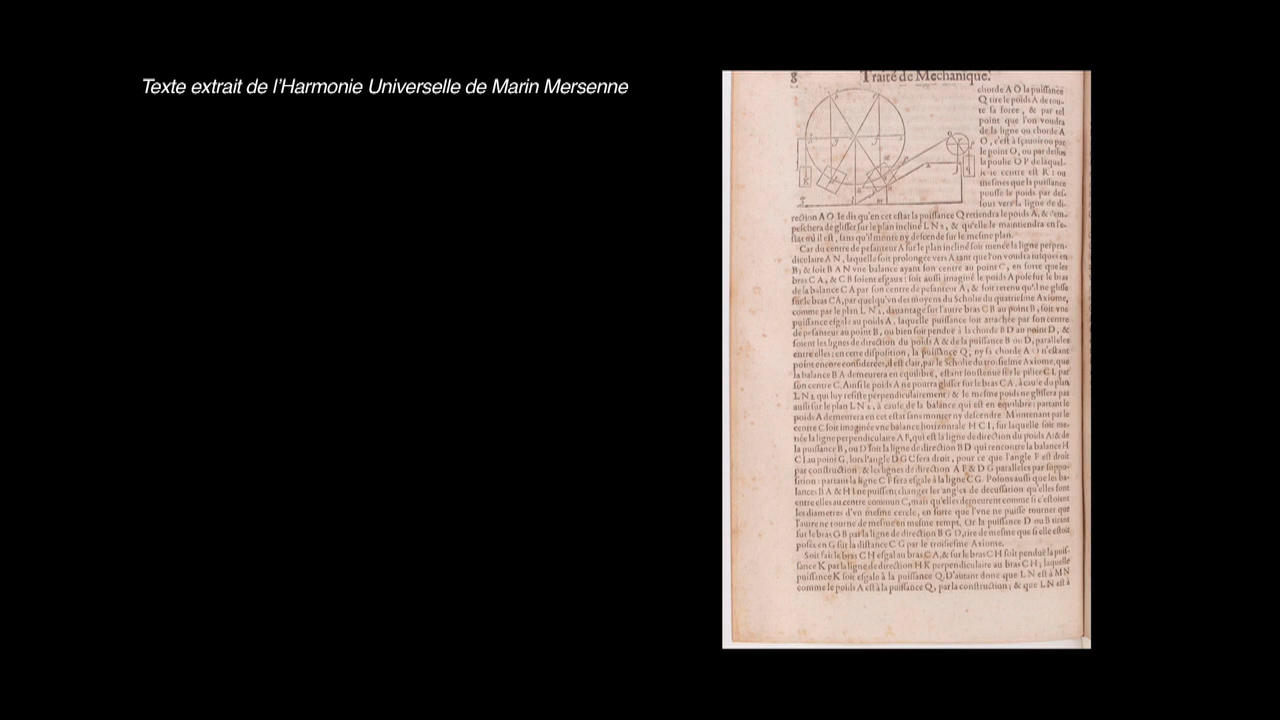 Texte extrait de l'Harmonie Universelle de Marin Mersenne
8 Traité de Mechanique.
chorde A O la puissance
Q tire le poids A de tou-
te sa force, & par tel
point que l'on voudra
de la ligne ou chorde A
O, c'est à sçauoir ou par
le point O, ou par dessus
la poulie O P de laquel-
le le centre est K : ou
mesmes que la puissance
pousse le poids par des-
sous vers la ligne de di-
rection A O. Ie dis qu'en cet estat la puissance Q retiendra le poids A, & l'em-
peschera de glisser sur le plan incliné L N 2, & qu'elle le maintiendra en l'e-
stat où il est, sans qu'il monte ny descende sur le mesme plan.
Car du centre de pesanteur A sur le plan incliné soit menée la ligne perpen-
diculaire A N, laquelle soit prolongée vers A tant que l'on voudra iusques en
B; & soit B A N vne balance ayant son centre au point C, en sorte que les
bras C A, & C B soient esgaux : soit aussi imaginé le poids A posé sur le bras
de la balance C A par son centre de pesanteur A, & soit retenu qu'il ne glisse
sur le bras CA, par quelqu'vn des moyens du Scholie du quatriesme Axiome,
comme par le plan L N 2, dauantage sur l'autre bras C B au point B, soit vne
puissance esgale au poids A, laquelle puissance soit attachée par son centre
de pesanteur au point B, ou bien soit pendue à la chorde B D au point D, &
soient les lignes de direction du poids A & de la puissance B ou D, paralleles
entre elles : en cette disposition, la puissance Q, ny sa chorde A O n'estant
point encore considerées, il est clair, par le Scholie du troisiesme Axiome, que
la balance B A demeurera en équilibre, estant soustenue sur le pilier C L par
son centre C. Ainsi le poids A ne pourra glisser sur le bras C A, à cause du plan
L N 2 qui luy resiste perpendiculairement; & le mesme poids ne glissera pas
aussi sur le plan L N 2, à cause de la balance qui est en équilibre : partant le
poids A demeurera en cet estat sans monter ny descendre. Maintenant par le
centre C soit imaginée vne balance horizontale H C I, sur laquelle soit me-
née la ligne perpendiculaire A F, qui est la ligne de direction du poids A: & de
la puissance B, ou D soit la ligne de direction B D qui rencontre la balance H
C I au point G, lors l'angle D G C sera droit, pour ce que l'angle F est droit
par construction, & les lignes de direction A F & D G paralleles par suppo-
sition : partant la ligne C F sera esgale à la ligne C G. Posons aussi que les ba-
lances B A & H I ne puissent changer les angles de decussation qu'elles font
entre elles au centre commun C, mais qu'elles demeurent comme si c'estoient
les diametres d'vn mesme cercle, en sorte que l'vne ne puisse tourner que
l'autre ne tourne de mesme en mesme temps. Or la puissance D ou B tirant
sur le bras C B par la ligne de direction B G D, tire de mesme que si elle estoit
posée en G sur la distance C G par le troisiesme Axiome.
Soit fait le bras C H esgal au bras C A, & sur le bras C H soit pendue la puis-
sance K par la ligne de direction H K perpendiculaire au bras C H; laquelle
puissance K soit esgale à la puissance Q. D'autant donc que L N est à M N
comme le poids A est à la puissance Q, par la construction; & que L N est à